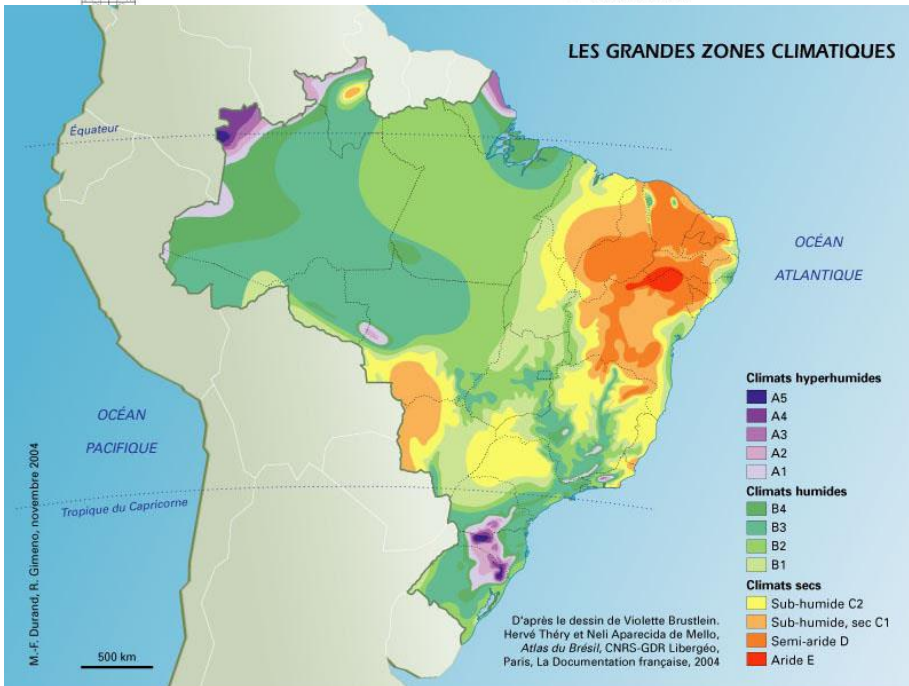 LES GRANDES ZONES CLIMATIQUES
Équateur
OCÉAN
ATLANTIQUE
OCÉAN
PACIFIQUE
Tropique du Capricorne
Climats hyperhumides
A5
A4
A3
A2
A1
Climats humides
B4
B3
B2
B1
Climats secs
Sub-humide C2
Sub-humide, sec C1
Semi-aride D
Aride E
D'après le dessin de Violette Brustlein.
Hervé Théry et Neli Aparecida de Mello,
Atlas du Brésil, CNRS-GDR Libergéo,
Paris, La Documentation française, 2004
M.-F. Durand, R. Gimeno, novembre 2004
500 km